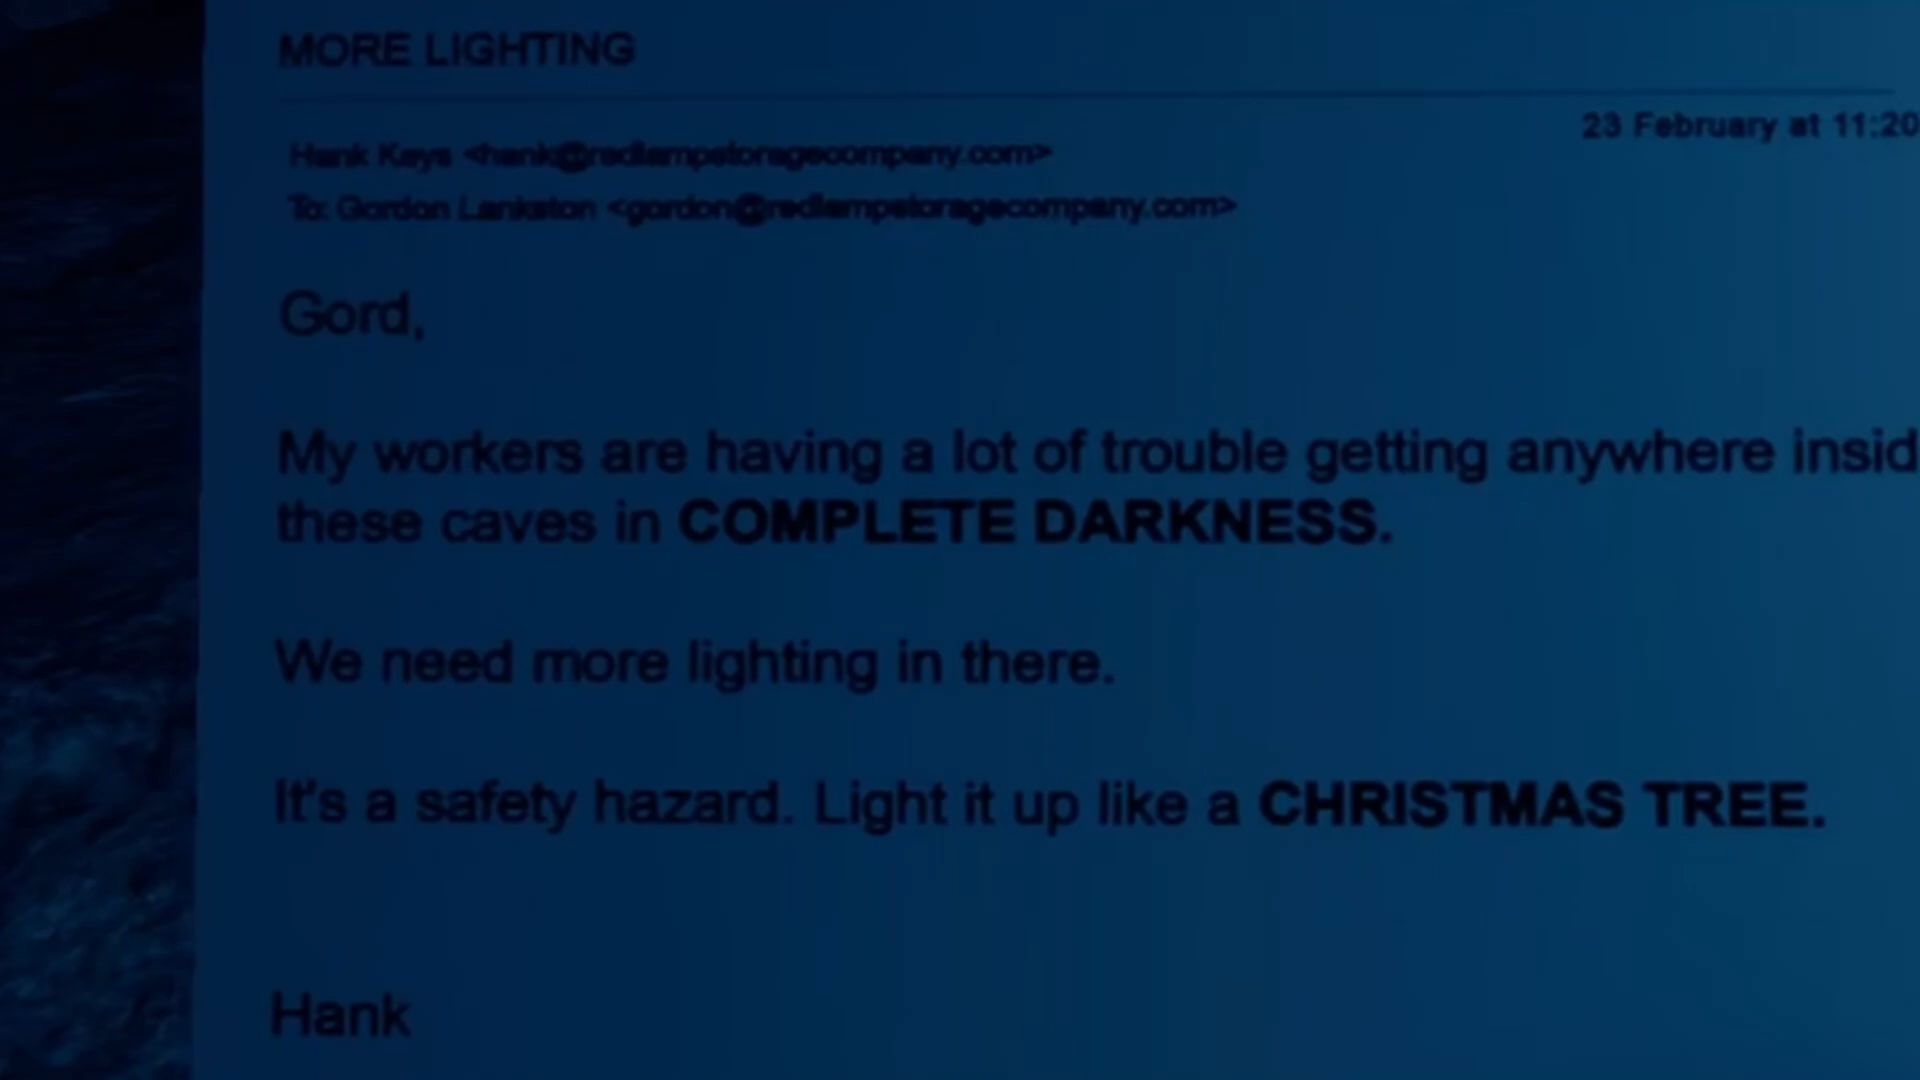 MORE LIGHTING
23 February at 11:20
Hank Keys <hank@redlampstoragecompany.com>
To: Gordon Lankston <gordon@redlampstoragecompany.com>
Gord,
My workers are having a lot of trouble getting anywhere insid
these caves in COMPLETE DARKNESS.
We need more lighting in there.
It's a safety hazard. Light it up like a CHRISTMAS TREE.
Hank